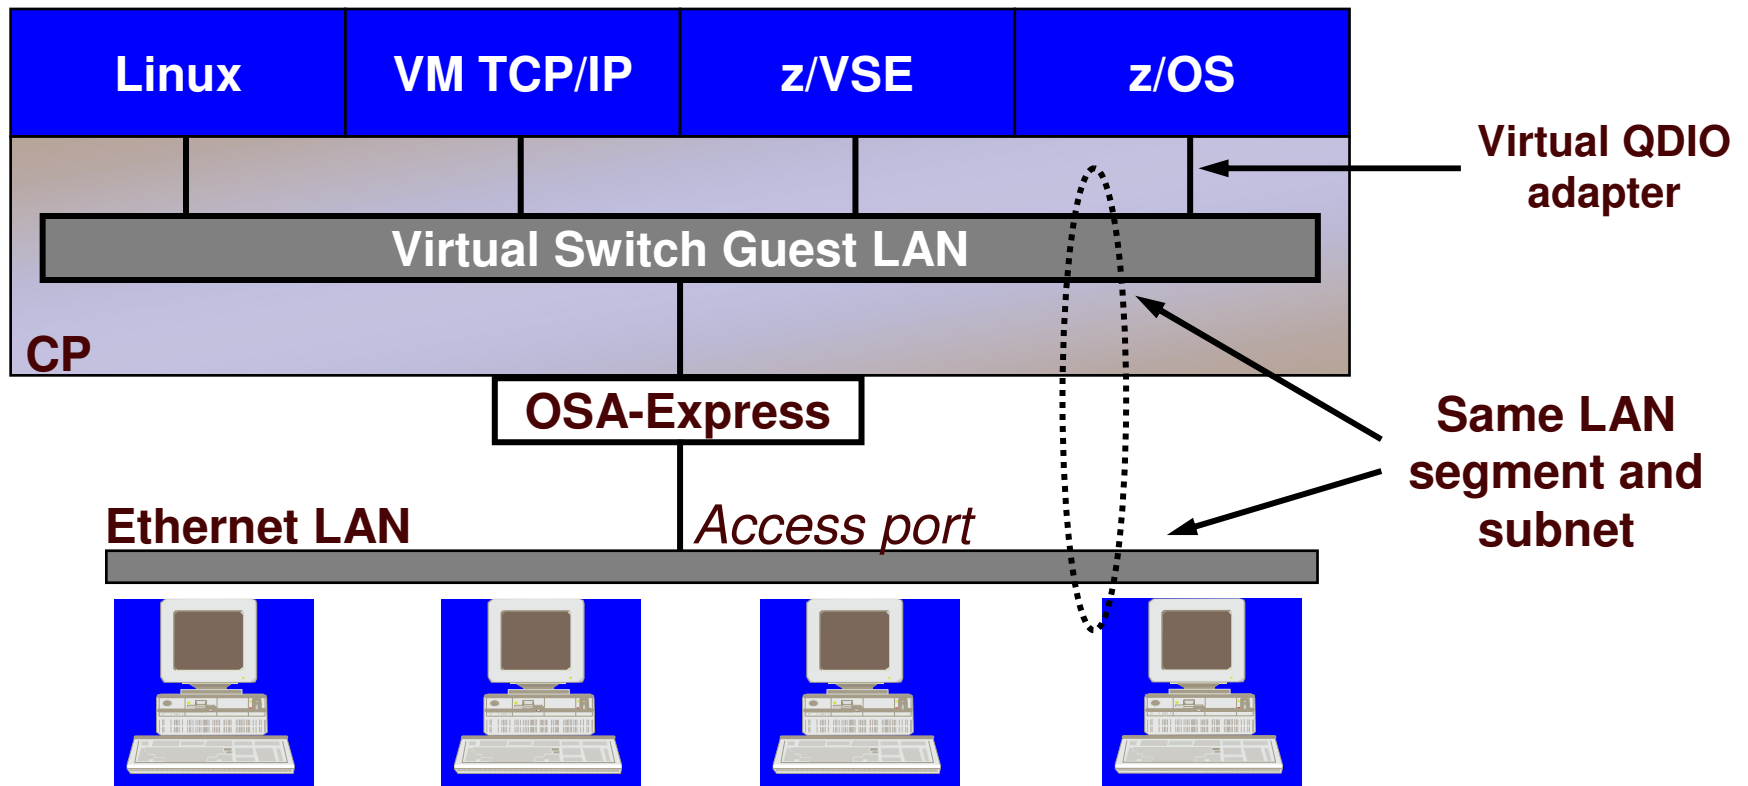 Linux
VM TCP/IP
z/VSE
z/OS
Virtual QDIO
adapter
Virtual Switch Guest LAN
CP
OSA-Express
Same LAN
segment and
subnet
Ethernet LAN
Access port